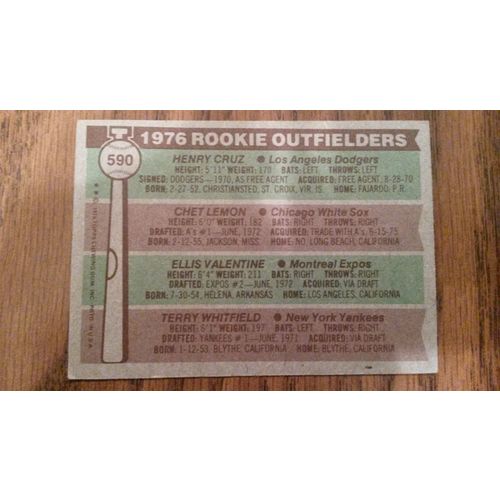 1976 ROOKIE OUTFIELDERS
590
HENRY CRUZ ● Los Angeles Dodgers
HEIGHT: 5'11" WEIGHT: 170 BATS: LEFT THROWS: LEFT
SIGNED: DODGERS—1970, AS FREE AGENT ACQUIRED: FREE AGENT, 8-28-70
BORN: 2-27-52, CHRISTIANSTED, ST. CROIX, VIR. IS. HOME: FAJARDO, P.R.
CHET LEMON ● Chicago White Sox
HEIGHT: 6'0" WEIGHT: 182 BATS: RIGHT THROWS: RIGHT
DRAFTED: A's #1—JUNE, 1972 ACQUIRED: TRADE WITH A's, 6-15-75
BORN: 2-12-55, JACKSON, MISS. HOME: NO. LONG BEACH, CALIFORNIA
ELLIS VALENTINE ● Montreal Expos
HEIGHT: 6'4" WEIGHT: 211 BATS: RIGHT THROWS: RIGHT
DRAFTED: EXPOS #2—JUNE, 1972 ACQUIRED: VIA DRAFT
BORN: 7-30-54, HELENA, ARKANSAS HOME: LOS ANGELES, CALIFORNIA
TERRY WHITFIELD ● New York Yankees
HEIGHT: 6'1" WEIGHT: 197 BATS: LEFT THROWS: RIGHT
DRAFTED: YANKEES #1—JUNE, 1971 ACQUIRED: VIA DRAFT
BORN: 1-12-53, BLYTHE, CALIFORNIA HOME: BLYTHE, CALIFORNIA
CHEWING GUM, INC. PRTD. IN U.S.A.